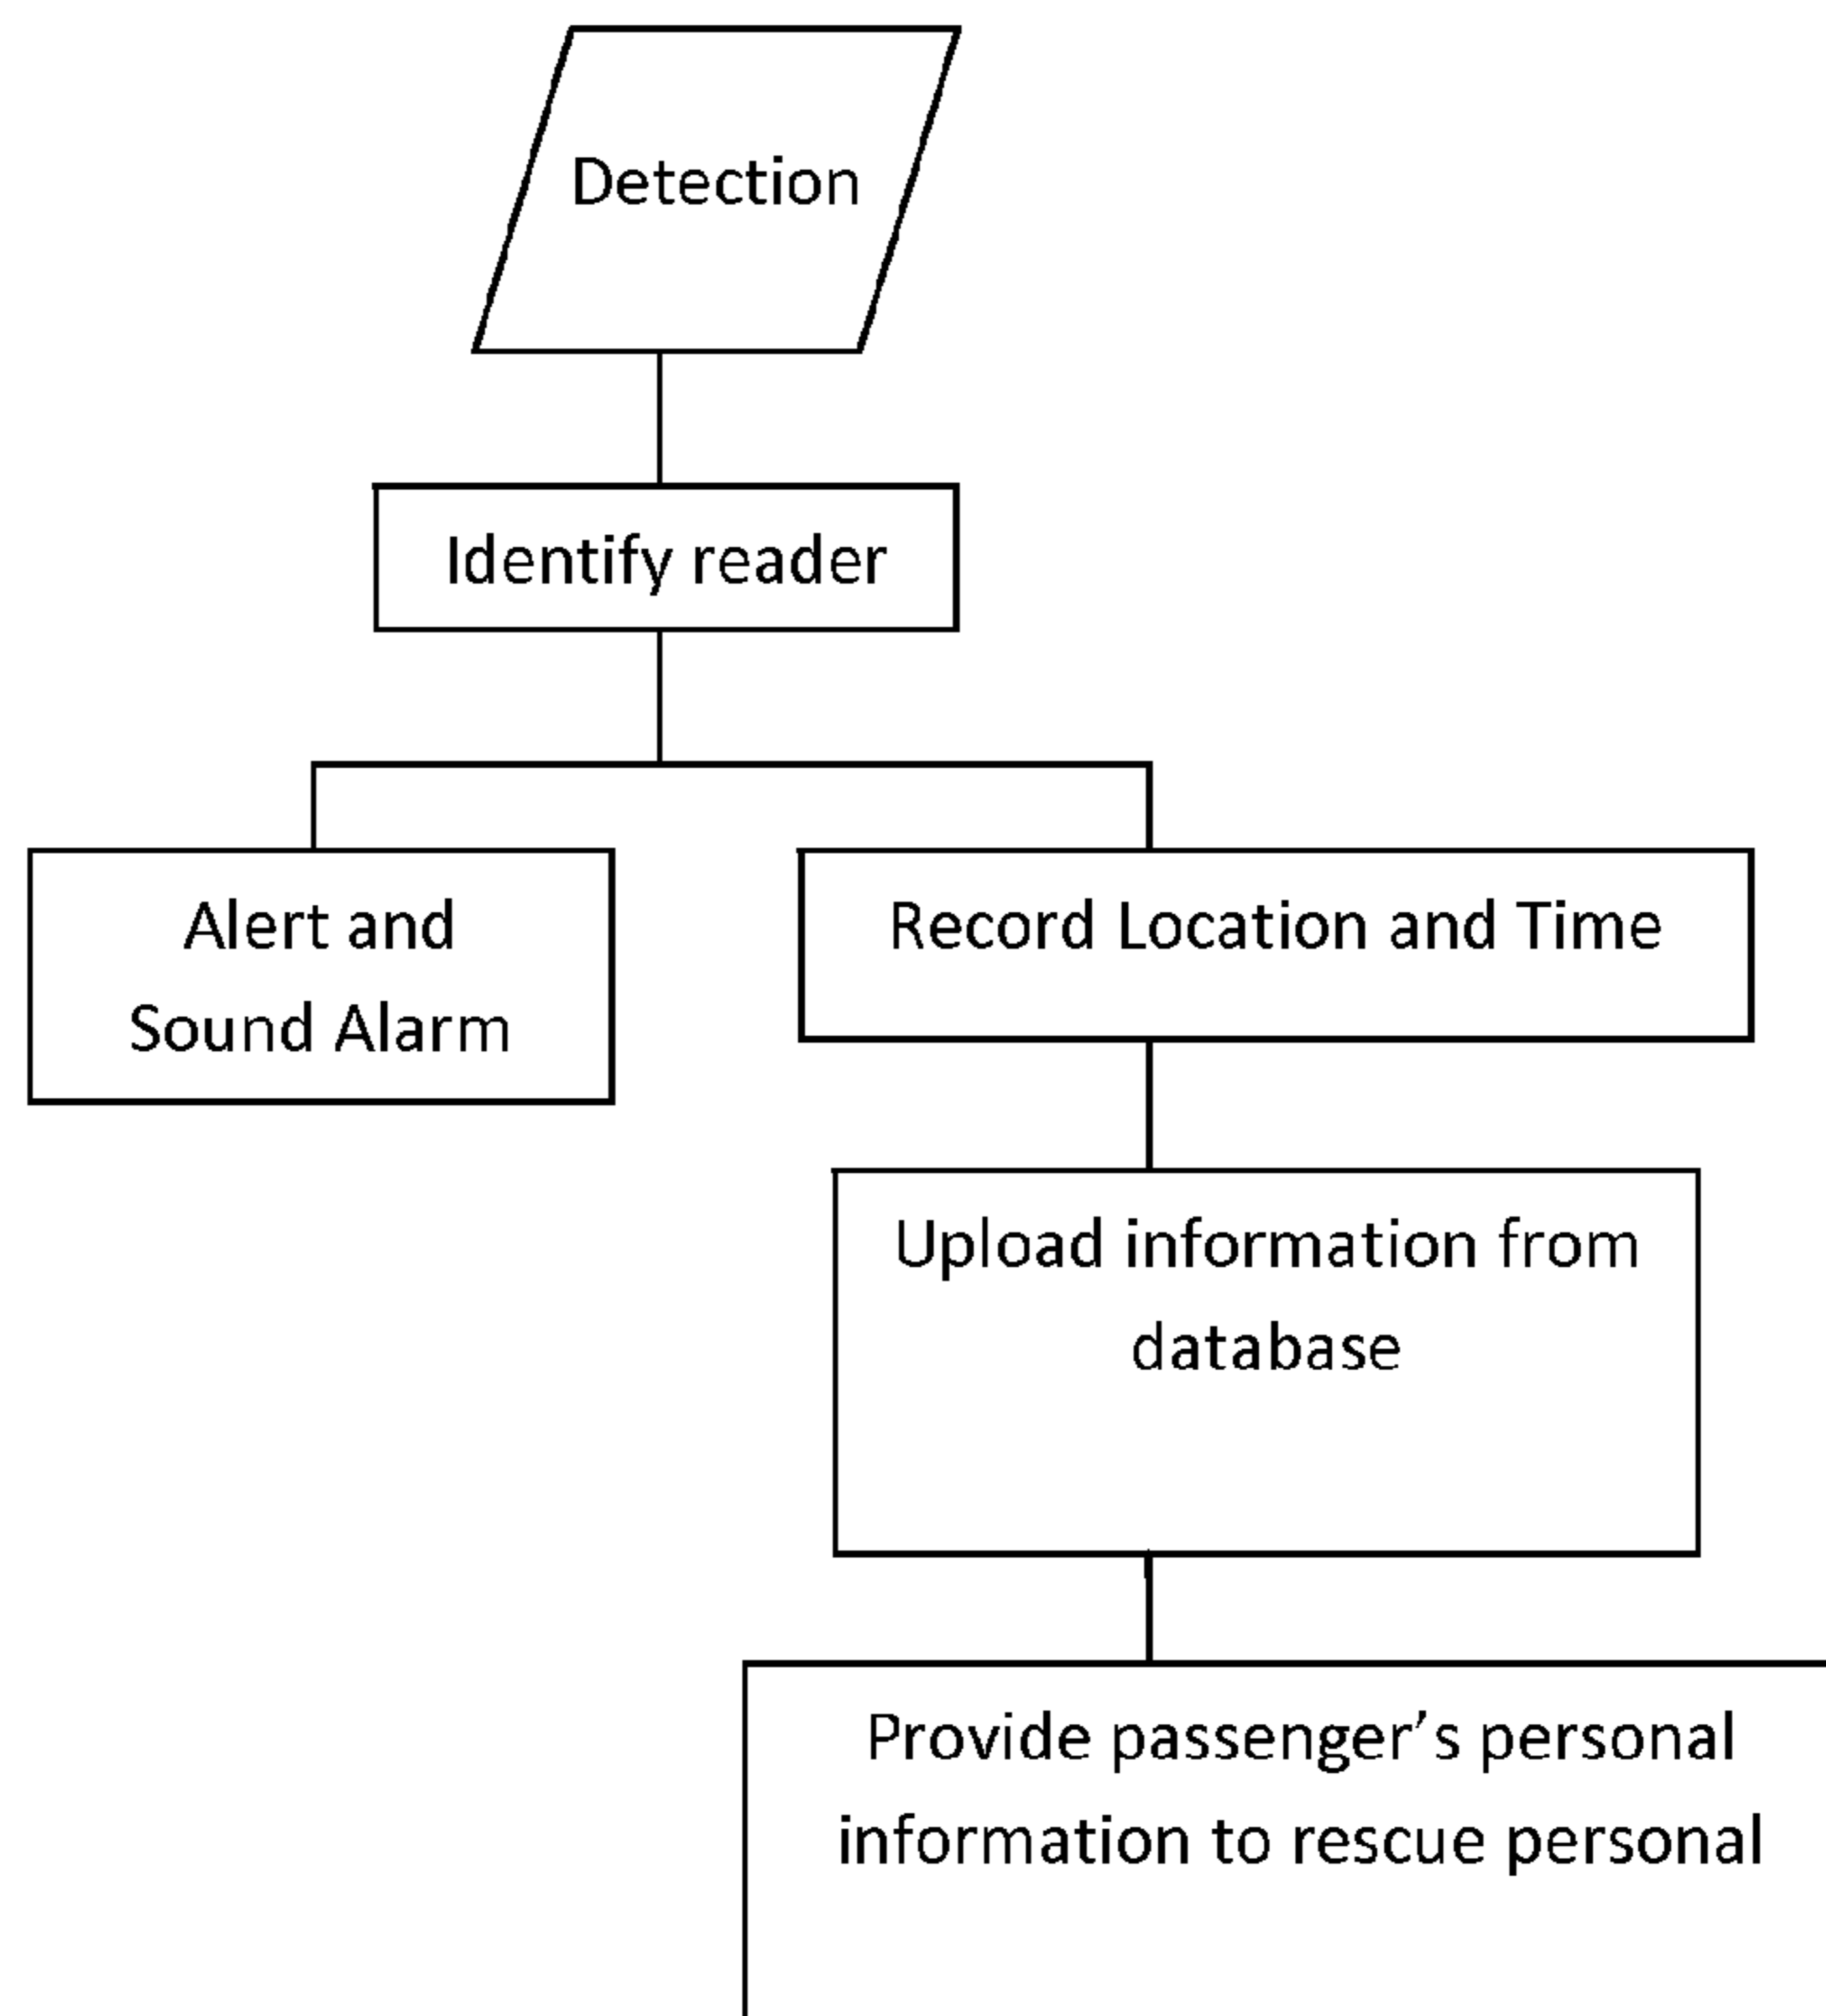 Detection
Identify reader
Alert and
Sound Alarm
Record Location and Time
Upload information from
database
Provide passenger’s personal
information to rescue personal